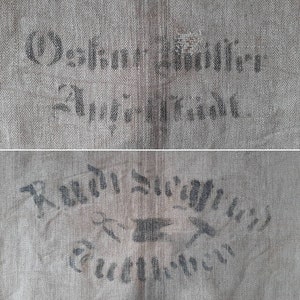 Oskar Müller
Apfelstädt.
Rudi Siegfried
Tüttleben